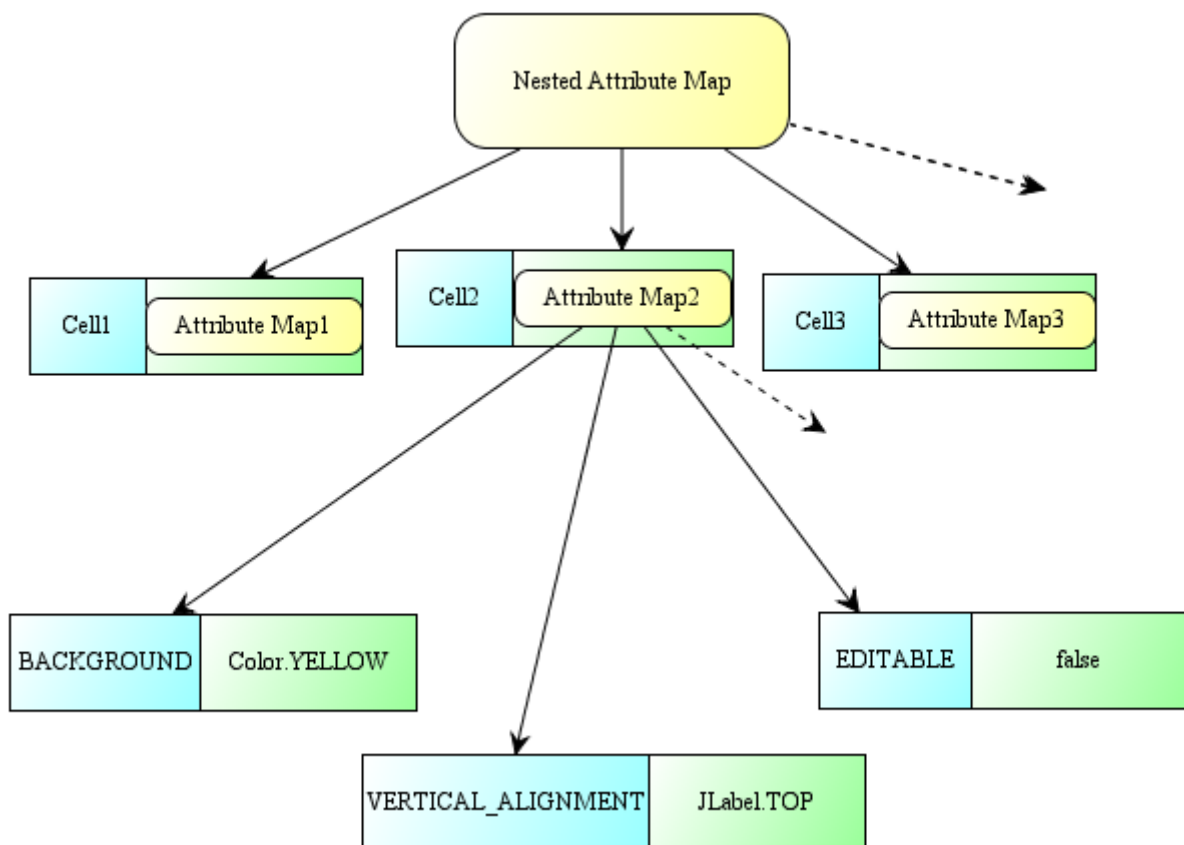 Nested Attribute Map
Cell1
Attribute Map1
Cell2
Attribute Map2
Cell3
Attribute Map3
BACKGROUND
Color.YELLOW
EDITABLE
false
VERTICAL_ALIGNMENT
JLabel.TOP